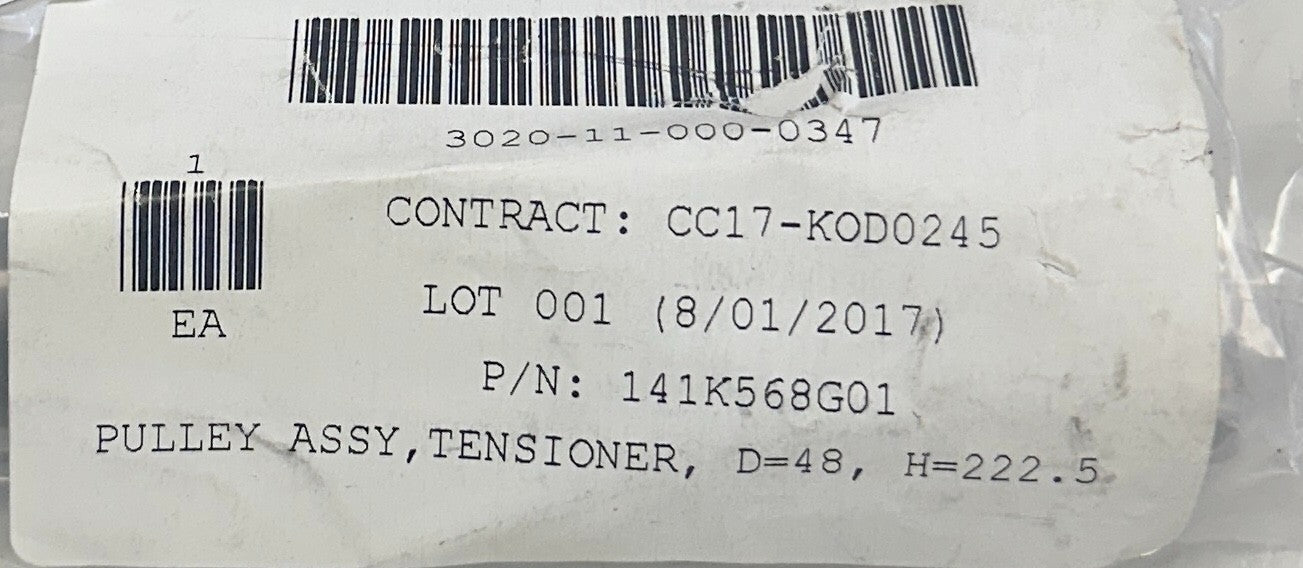 3020-11-000-0347
1
CONTRACT: CC17-KOD0245
EA
LOT 001 (8/01/2017)
P/N: 141K568G01
PULLEY ASSY,TENSIONER, D=48, H=222.5